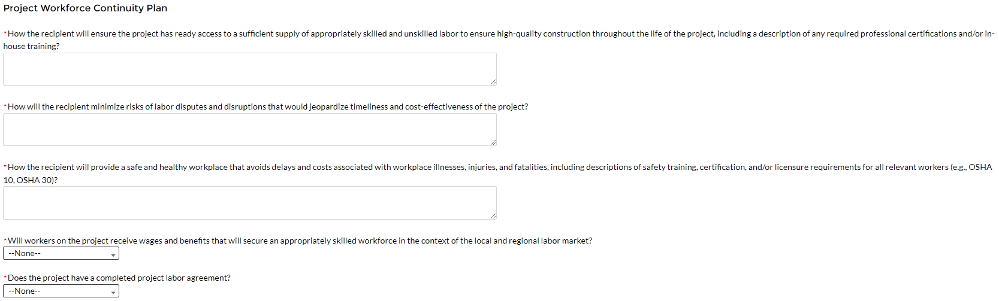 Project Workforce Continuity Plan
*How the recipient will ensure the project has ready access to a sufficient supply of appropriately skilled and unskilled labor to ensure high-quality construction throughout the life of the project, including a description of any required professional certifications and/or in-
house training?
*How will the recipient minimize risks of labor disputes and disruptions that would jeopardize timeliness and cost-effectiveness of the project?
*How the recipient will provide a safe and healthy workplace that avoids delays and costs associated with workplace illnesses, injuries, and fatalities, including descriptions of safety training, certification, and/or licensure requirements for all relevant workers (e.g., OSHA
10, OSHA 30)?
*Will workers on the project receive wages and benefits that will secure an appropriately skilled workforce in the context of the local and regional labor market?
--None--
*Does the project have a completed project labor agreement?
--None--